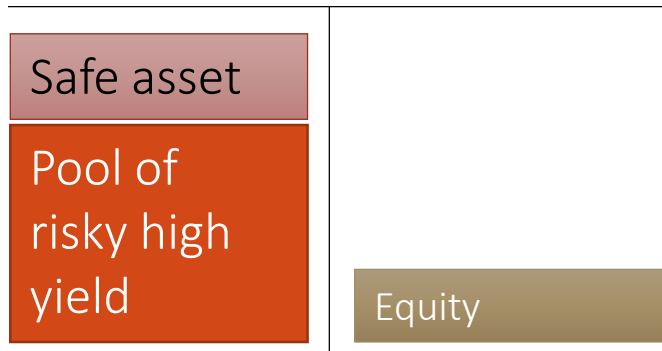 Safe asset
Pool of
risky high
yield
Equity